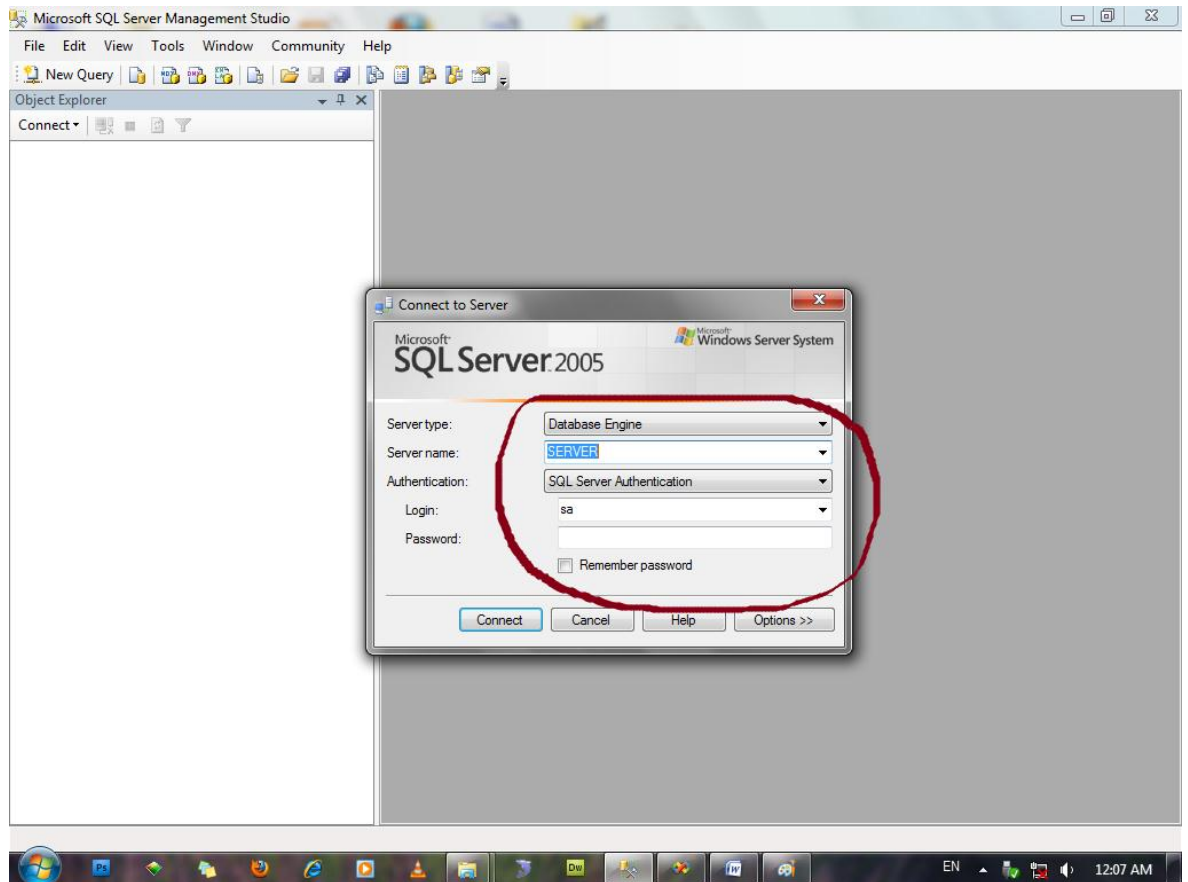 Microsoft SQL Server Management Studio
File Edit View Tools Window Community Help
New Query
Object Explorer
Connect
Connect to Server
Microsoft
SQL Server 2005
Microsoft
Windows Server System
Server type: Database Engine
Server name: SERVER
Authentication: SQL Server Authentication
Login: sa
Password:
Remember password
Connect Cancel Help Options >>
Ps Dw W EN 12:07 AM